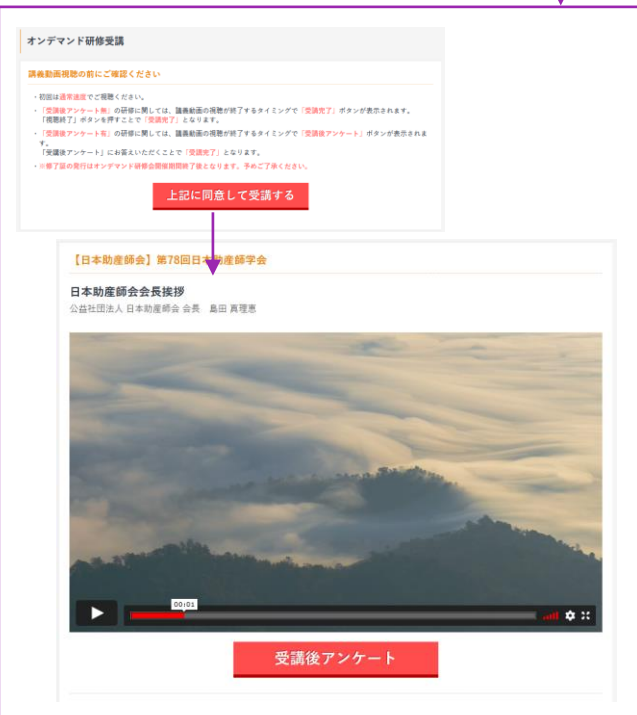 オンデマンド研修受講
講義動画視聴の前にご確認ください
・初回は通常速度でご視聴ください。
・「受講後アンケート無」の研修に関しては、講義動画の視聴が終了するタイミングで「受講完了」ボタンが表示されます。
「視聴終了」ボタンを押すことで「受講完了」となります。
・「受講後アンケート有」の研修に関しては、講義動画の視聴が終了するタイミングで「受講後アンケート」ボタンが表示されま
す。
「受講後アンケート」にお答えいただくことで「受講完了」となります。
・※修了証の発行はオンデマンド研修会開催期間終了後となります。予めご了承ください。
上記に同意して受講する
【日本助産師会】第78回日本助産師学会
日本助産師会会長挨拶
公益社団法人 日本助産師会 会長 島田 真理恵
00:01
受講後アンケート